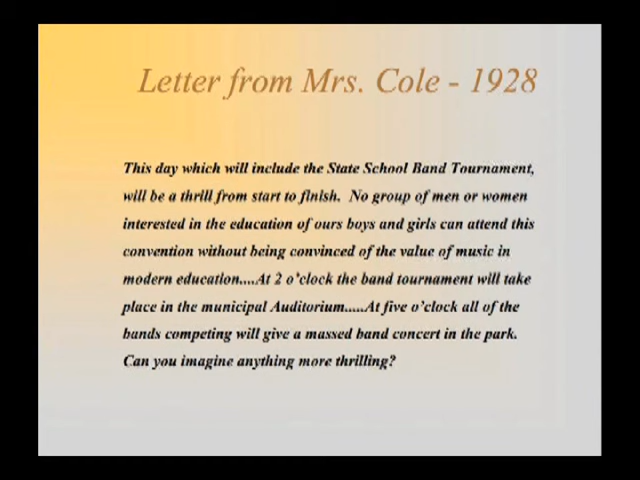 Letter from Mrs. Cole - 1928
This day which will include the State School Band Tournament,
will be a thrill from start to finish.  No group of men or women
interested in the education of ours boys and girls can attend this
convention without being convinced of the value of music in
modern education....At 2 o'clock the band tournament will take
place in the municipal Auditorium.....At five o'clock all of the
bands competing will give a massed band concert in the park.
Can you imagine anything more thrilling?